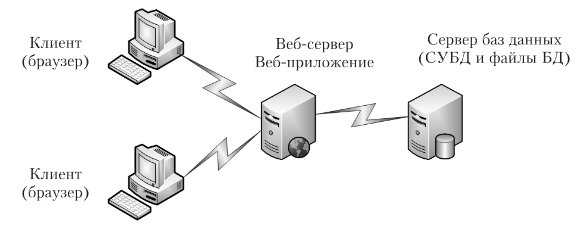 Клиент
(браузер)
Веб-сервер
Веб-приложение
Сервер баз данных
(СУБД и файлы БД)
Клиент
(браузер)